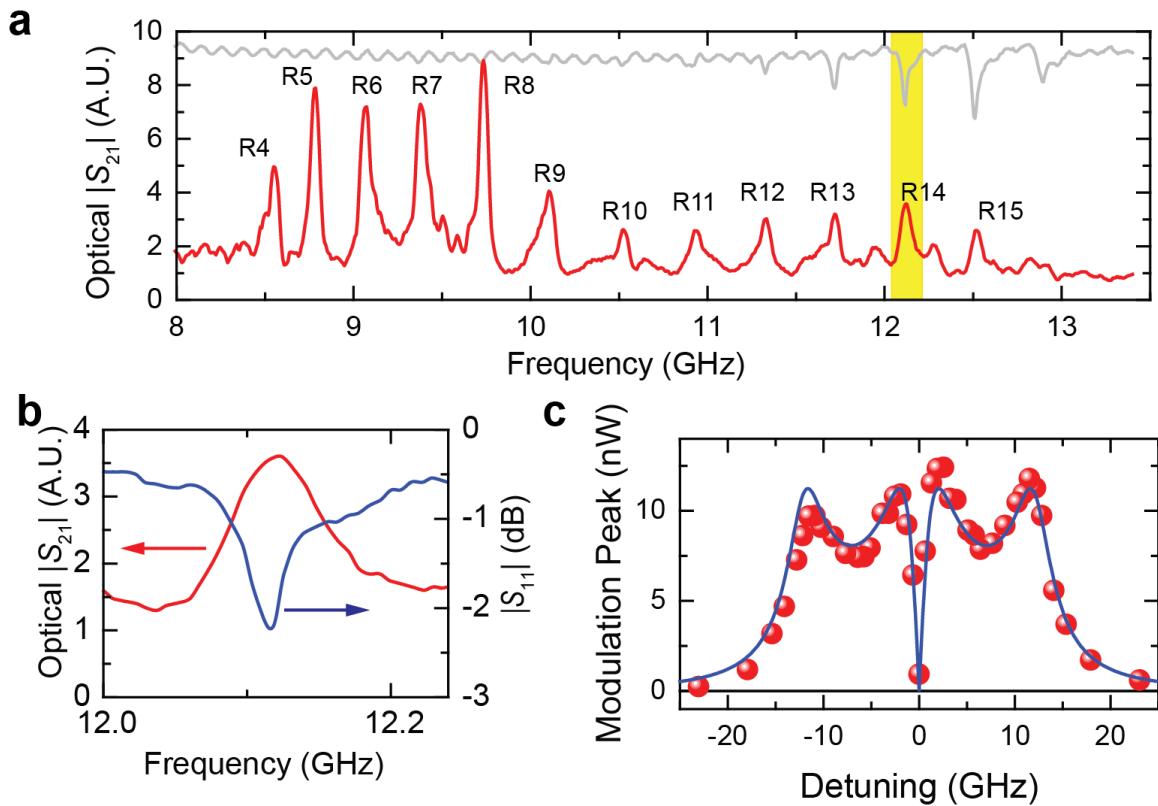 a
Optical |S21| (A.U.)
10
8
6
4
2
0
R4
R5
R6
R7
R8
R9
R10
R11
R12
R13
R14
R15
8
9
10
11
12
13
Frequency (GHz)
b
Optical |S21| (A.U.)
4
3
2
1
0
0
-1
-2
-3
|S11| (dB)
12.0
12.2
Frequency (GHz)
c
Modulation Peak (nW)
10
5
0
-20
-10
0
10
20
Detuning (GHz)